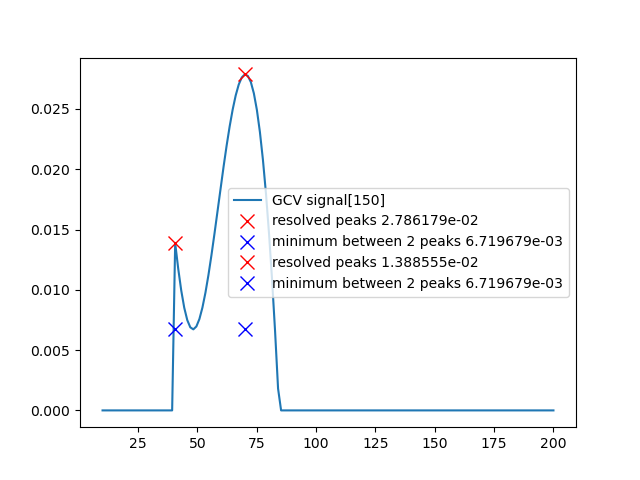 0.025
0.020
0.015
0.010
0.005
0.000
GCV signal[150]
resolved peaks 2.786179e-02
minimum between 2 peaks 6.719679e-03
resolved peaks 1.388555e-02
minimum between 2 peaks 6.719679e-03
25 50 75 100 125 150 175 200